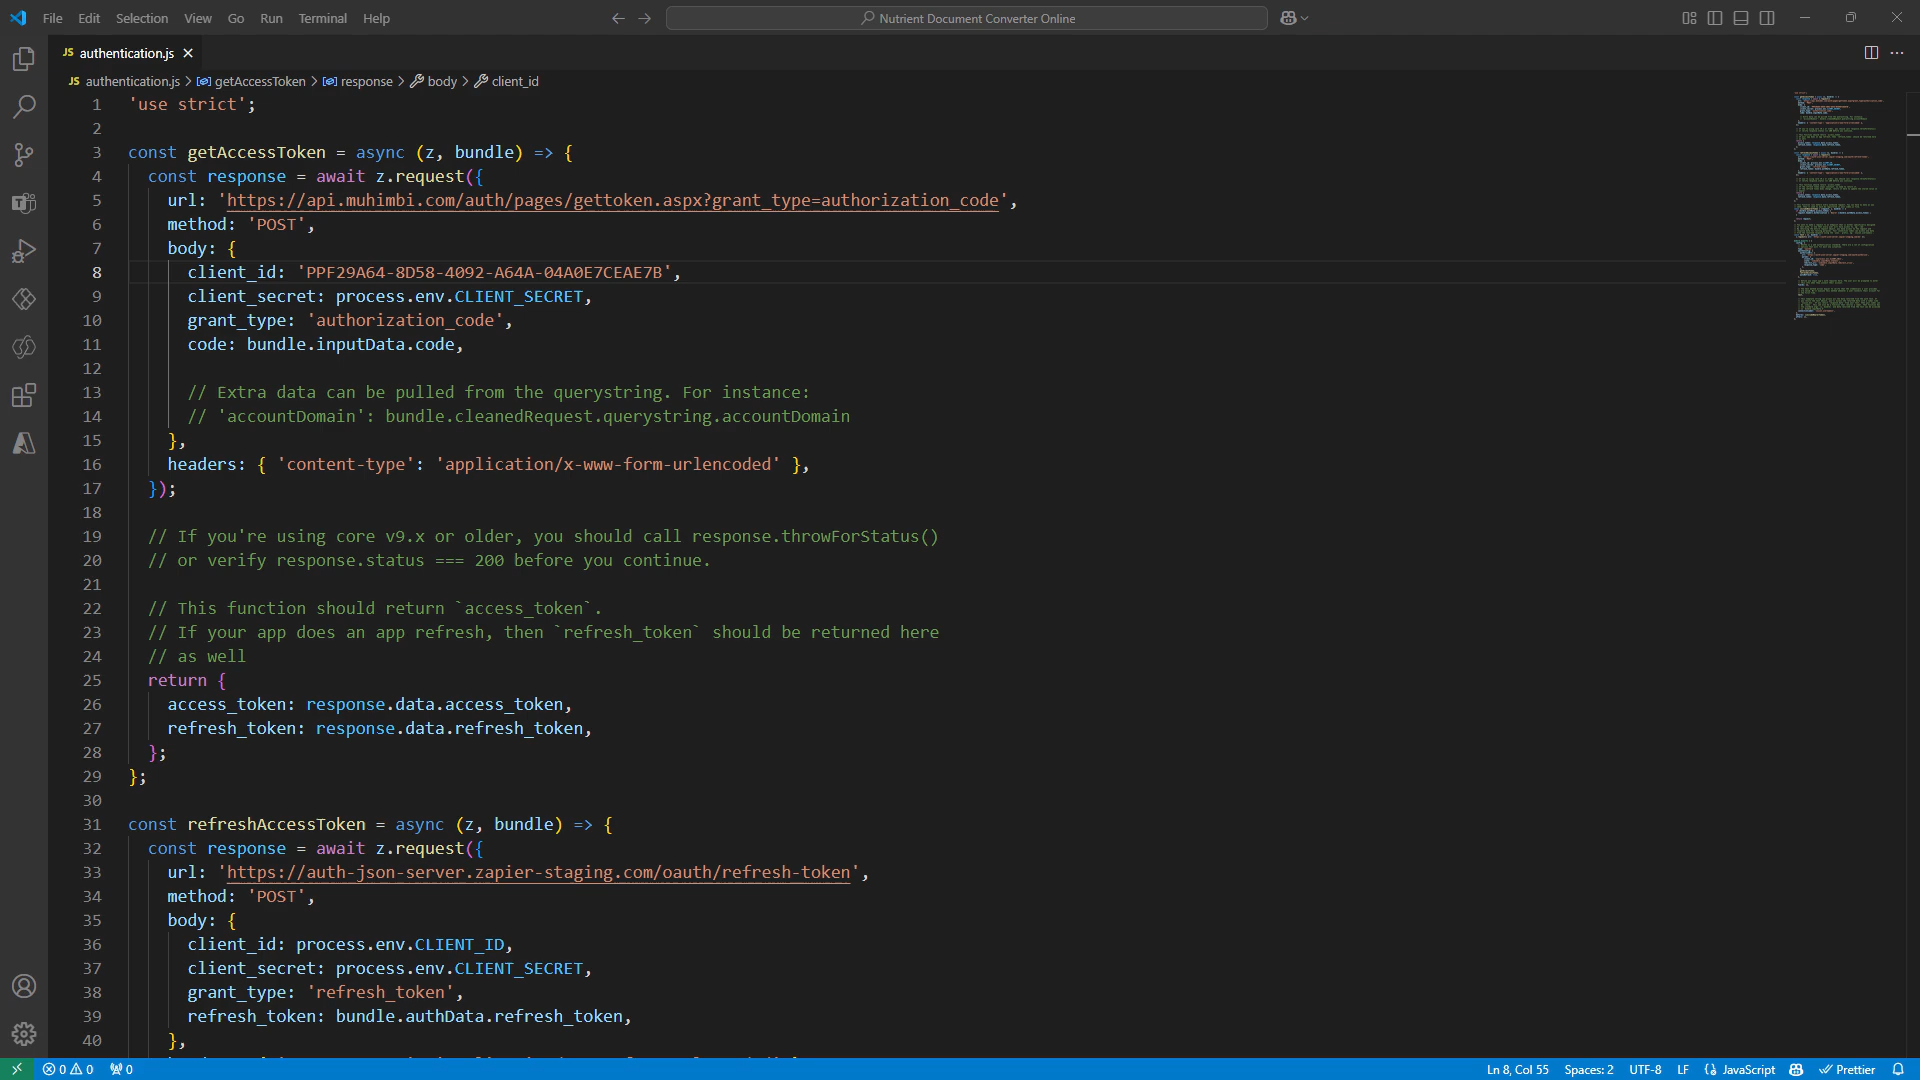 File Edit Selection View Go Run Terminal Help
Nutrient Document Converter Online
JS authentication.js
JS authentication.js > getAccessToken > response > body > client_id
1 'use strict';
2
3 const getAccessToken = async (z, bundle) => {
4 const response = await z.request({
5 url: 'https://api.muhimbi.com/auth/pages/gettoken.aspx?grant_type=authorization_code',
6 method: 'POST',
7 body: {
8 client_id: 'PPF29A64-8D58-4092-A64A-04A0E7CEAE7B',
9 client_secret: process.env.CLIENT_SECRET,
10 grant_type: 'authorization_code',
11 code: bundle.inputData.code,
12
13 // Extra data can be pulled from the querystring. For instance:
14 // 'accountDomain': bundle.cleanedRequest.querystring.accountDomain
15 },
16 headers: { 'content-type': 'application/x-www-form-urlencoded' },
17 });
18
19 // If you're using core v9.x or older, you should call response.throwForStatus()
20 // or verify response.status === 200 before you continue.
21
22 // This function should return `access_token`.
23 // If your app does an app refresh, then `refresh_token` should be returned here
24 // as well
25 return {
26 access_token: response.data.access_token,
27 refresh_token: response.data.refresh_token,
28 };
29 };
30
31 const refreshAccessToken = async (z, bundle) => {
32 const response = await z.request({
33 url: 'https://auth-json-server.zapier-staging.com/oauth/refresh-token',
34 method: 'POST',
35 body: {
36 client_id: process.env.CLIENT_ID,
37 client_secret: process.env.CLIENT_SECRET,
38 grant_type: 'refresh_token',
39 refresh_token: bundle.authData.refresh_token,
40 },
0 0 0 Ln 8, Col 55 Spaces: 2 UTF-8 LF {} JavaScript Prettier